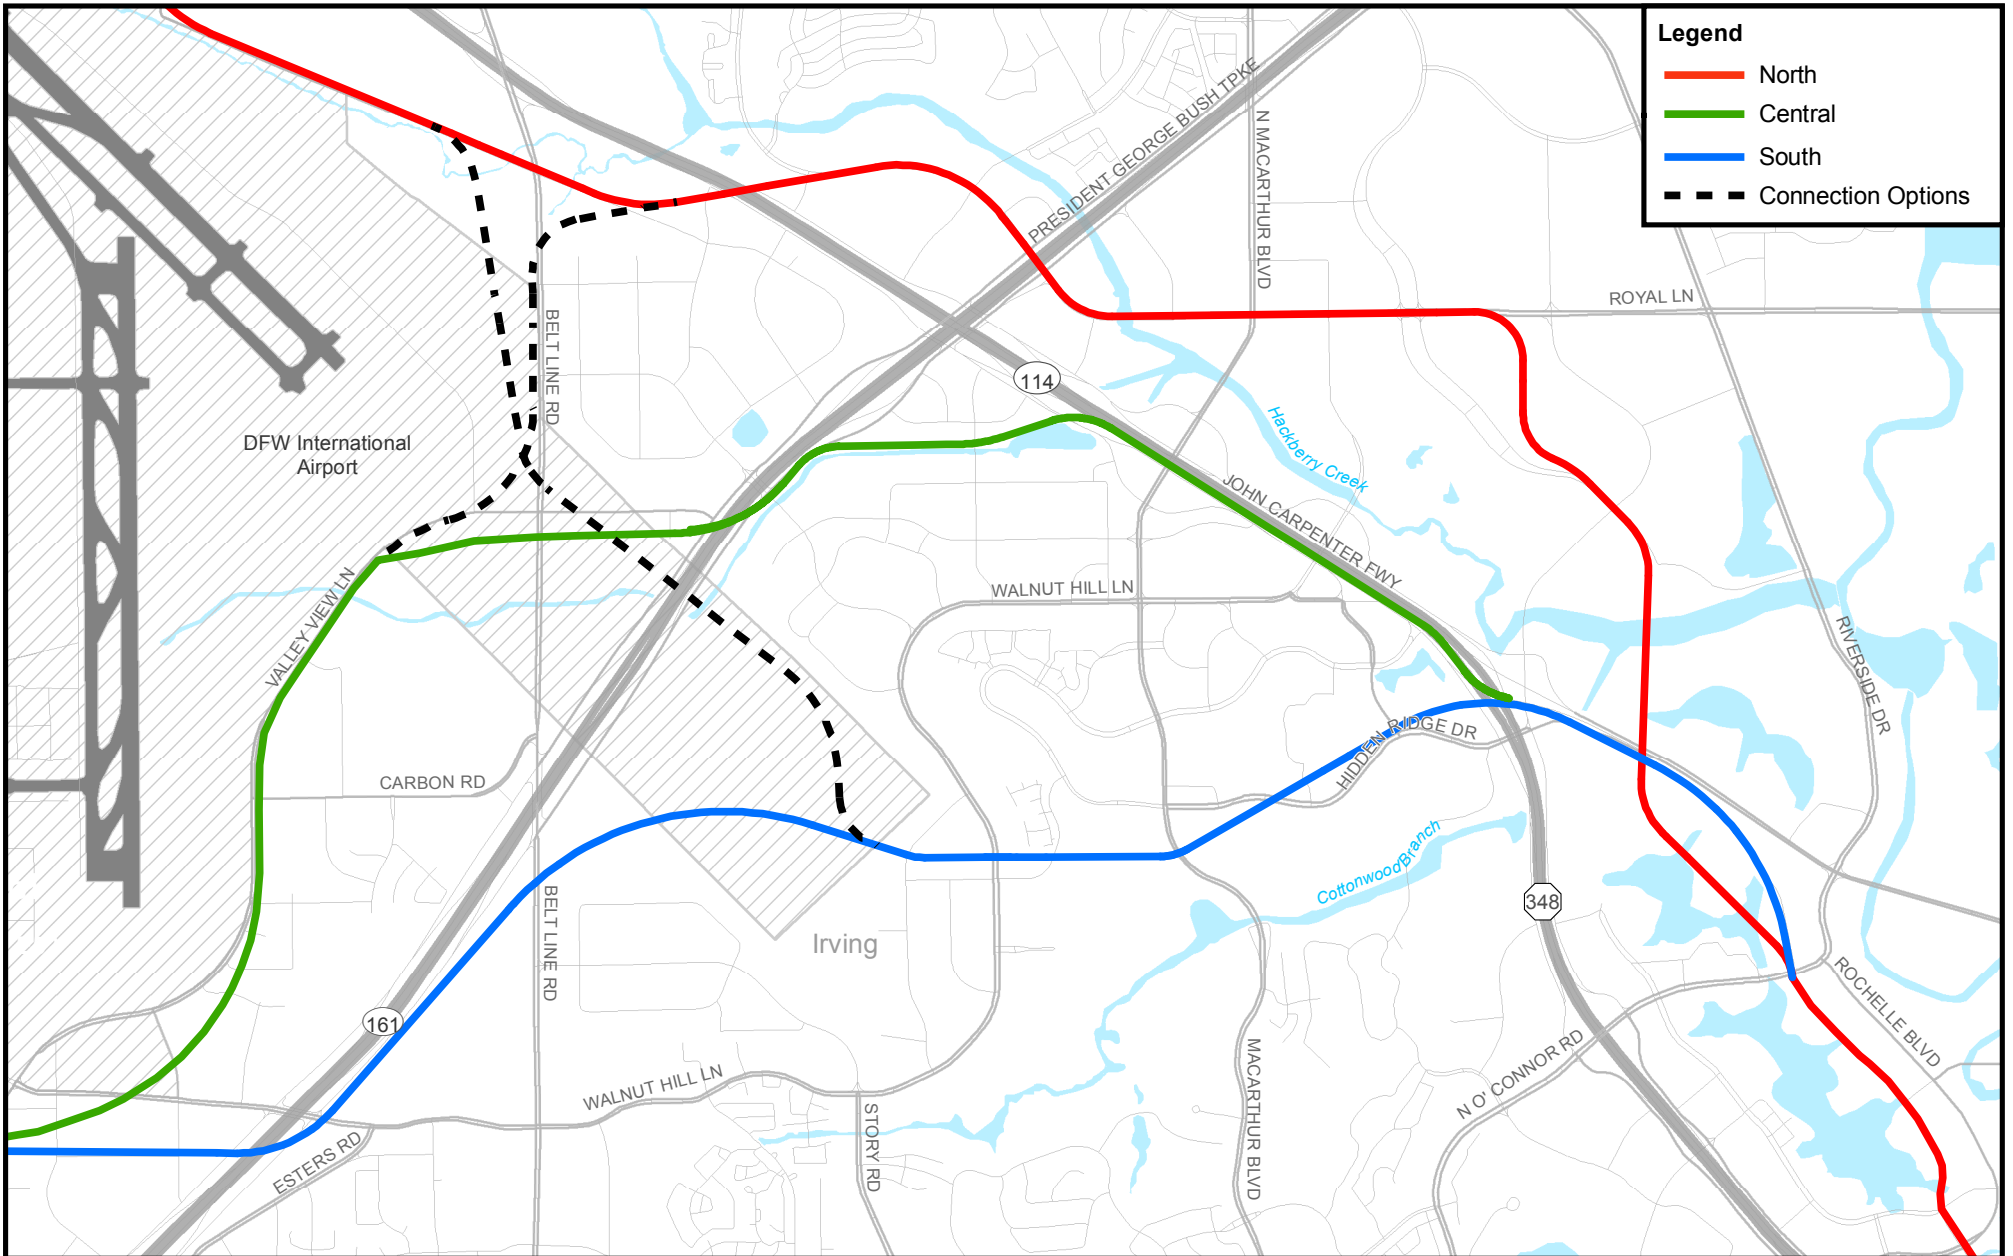 Legend
North
Central
South
Connection Options
PRESIDENT GEORGE BUSH TPKE
N MACARTHUR BLVD
ROYAL LN
BELT LINE RD
114
DFW International
Airport
Hackberry Creek
JOHN CARPENTER FWY
WALNUT HILL LN
VALLEY VIEW LN
RIVERSIDE DR
HIDDEN RIDGE DR
CARBON RD
Cottonwood Branch
348
BELT LINE RD
Irving
161
ROCHELLE BLVD
N O' CONNOR RD
MACARTHUR BLVD
WALNUT HILL LN
STORY RD
ESTERS RD